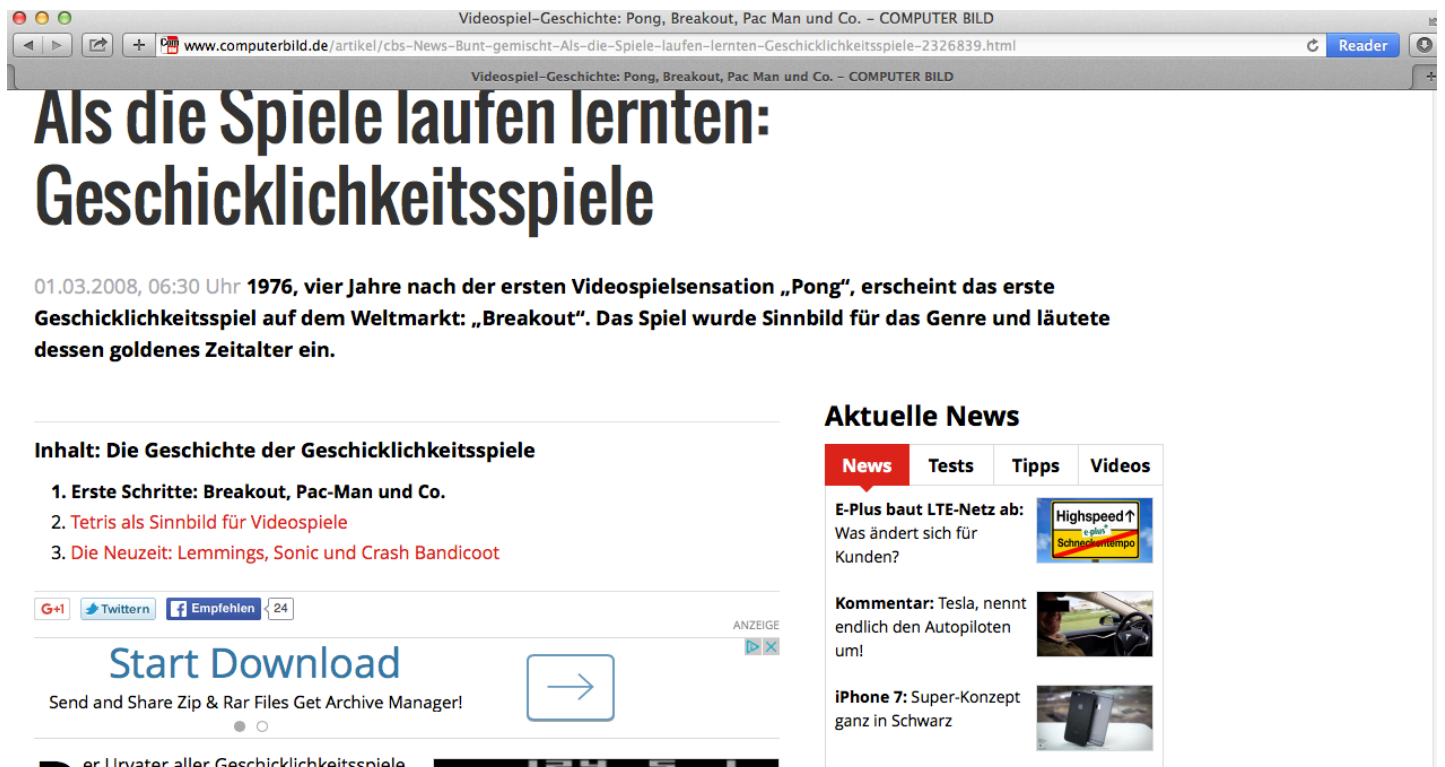 Videospiel-Geschichte: Pong, Breakout, Pac Man und Co. – COMPUTER BILD
www.computerbild.de/artikel/cbs-News-Bunt-gemischt-Als-die-Spiele-laufen-lernten-Geschicklichkeitsspiele-2326839.html
Reader
Videospiel-Geschichte: Pong, Breakout, Pac Man und Co. – COMPUTER BILD
Als die Spiele laufen lernten:
Geschicklichkeitsspiele
01.03.2008, 06:30 Uhr 1976, vier Jahre nach der ersten Videospielsensation „Pong“, erscheint das erste
Geschicklichkeitsspiel auf dem Weltmarkt: „Breakout“. Das Spiel wurde Sinnbild für das Genre und läutete
dessen goldenes Zeitalter ein.
Inhalt: Die Geschichte der Geschicklichkeitsspiele
1. Erste Schritte: Breakout, Pac-Man und Co.
2. Tetris als Sinnbild für Videospiele
3. Die Neuzeit: Lemmings, Sonic und Crash Bandicoot
G+1 Twittern Empfehlen 24
ANZEIGE
Start Download
Send and Share Zip & Rar Files Get Archive Manager!
er Urvater aller Geschicklichkeitsspiele
Aktuelle News
News Tests Tipps Videos
E-Plus baut LTE-Netz ab:
Was ändert sich für
Kunden?
Highspeed↑
e-plus+
Schneckentempo
Kommentar: Tesla, nennt
endlich den Autopiloten
um!
iPhone 7: Super-Konzept
ganz in Schwarz